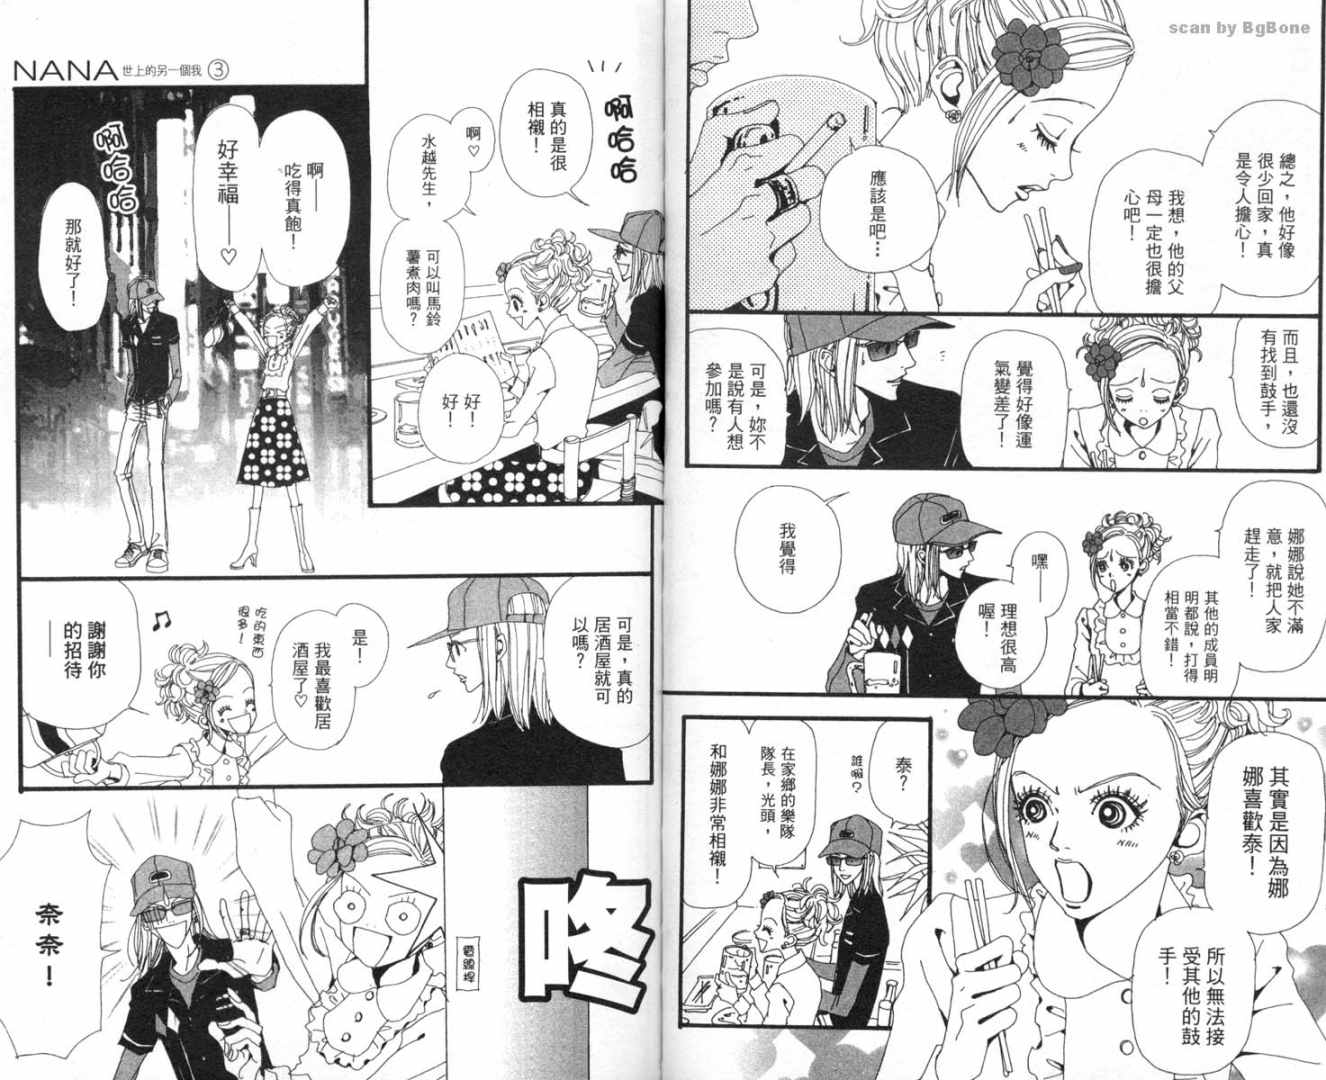 scan by BgBone
總之，他好像
很少回家，真
是令人擔心！
我想，他的父
母一定也很擔
心吧！
應該是吧…
而且，也還沒
有找到鼓手，
覺得好像運
氣變差了！
可是，妳不
是說有人想
參加嗎？
娜娜說她不滿
意，就把人家
趕走了！
其他的成員明
明都說，打得
相當不錯！
嘿——
理想很高
喔！
我覺得
其實是因為娜
娜喜歡泰！
所以無法接
受其他的鼓
手！
泰？
誰啊？
在家鄉的樂隊
隊長，光頭，
和娜娜非常相襯！
NANA 世上的另一個我 ③
啊哈哈
真的是很
相襯！
啊♡
水越先生，
可以叫馬鈴
薯煮肉嗎？
好！
好！
啊——
吃得真飽！
好幸福——♡
啊哈哈
那就好了！
可是，真的
居酒屋就可
以嗎？
是！
我最喜歡居
酒屋了♡
吃的東西
很多！
謝謝你
的招待
——
咚
電線桿
奈奈！